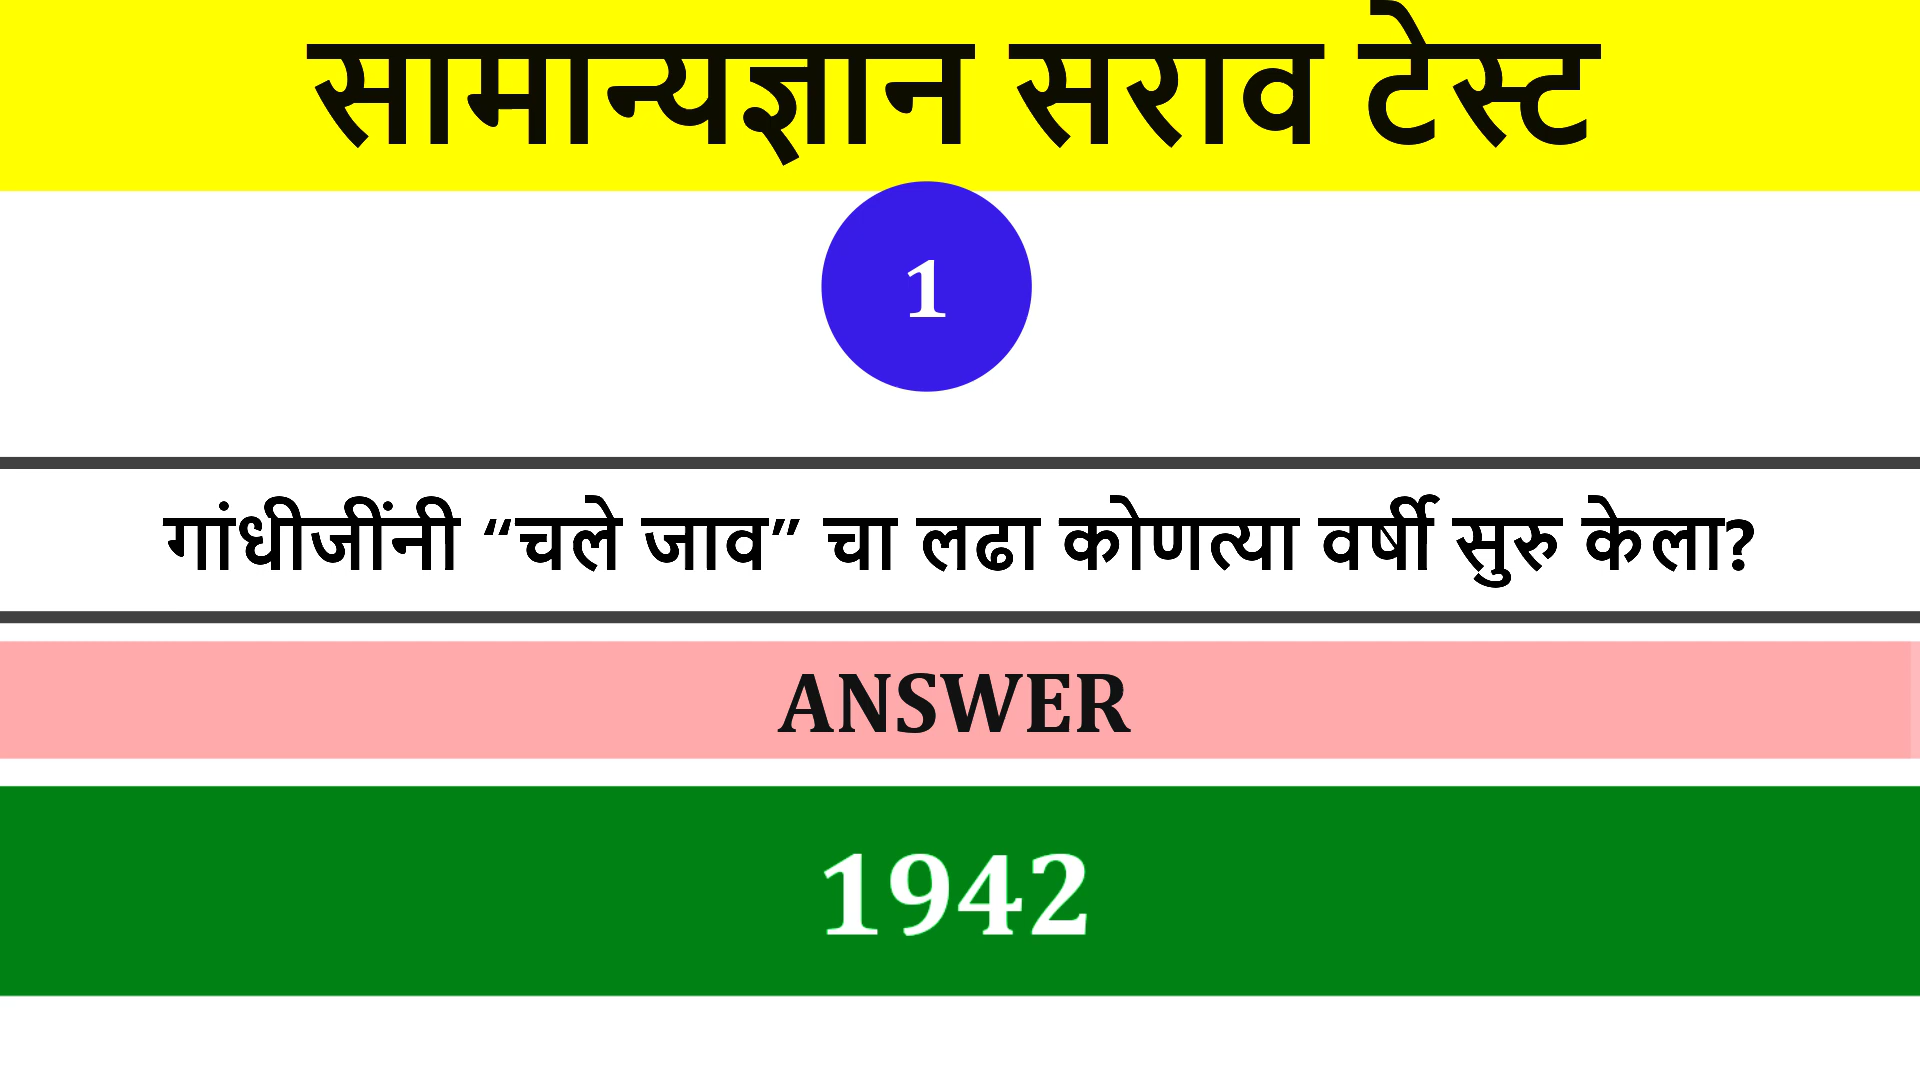 सामान्यज्ञान सराव टेस्ट
1
गांधीजींनी “चले जाव” चा लढा कोणत्या वर्षी सुरु केला?
ANSWER
1942